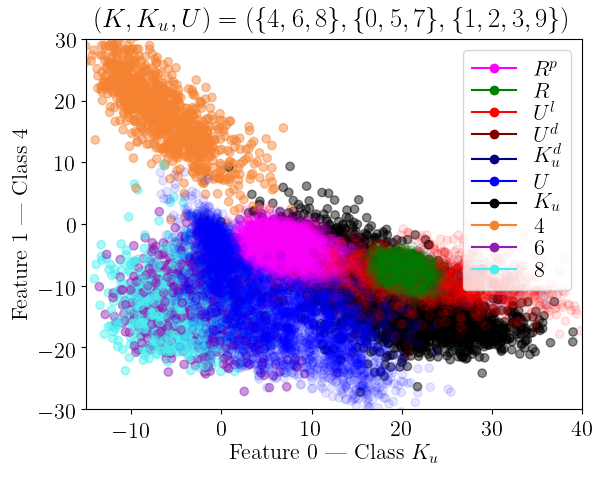 (K, K_u, U) = ({4, 6, 8}, {0, 5, 7}, {1, 2, 3, 9})
30
20
10
0
−10
−20
−30
Feature 1 — Class 4
R^p
R
U^l
U^d
K_u^d
U
K_u
4
6
8
−10
0
10
20
30
40
Feature 0 — Class K_u